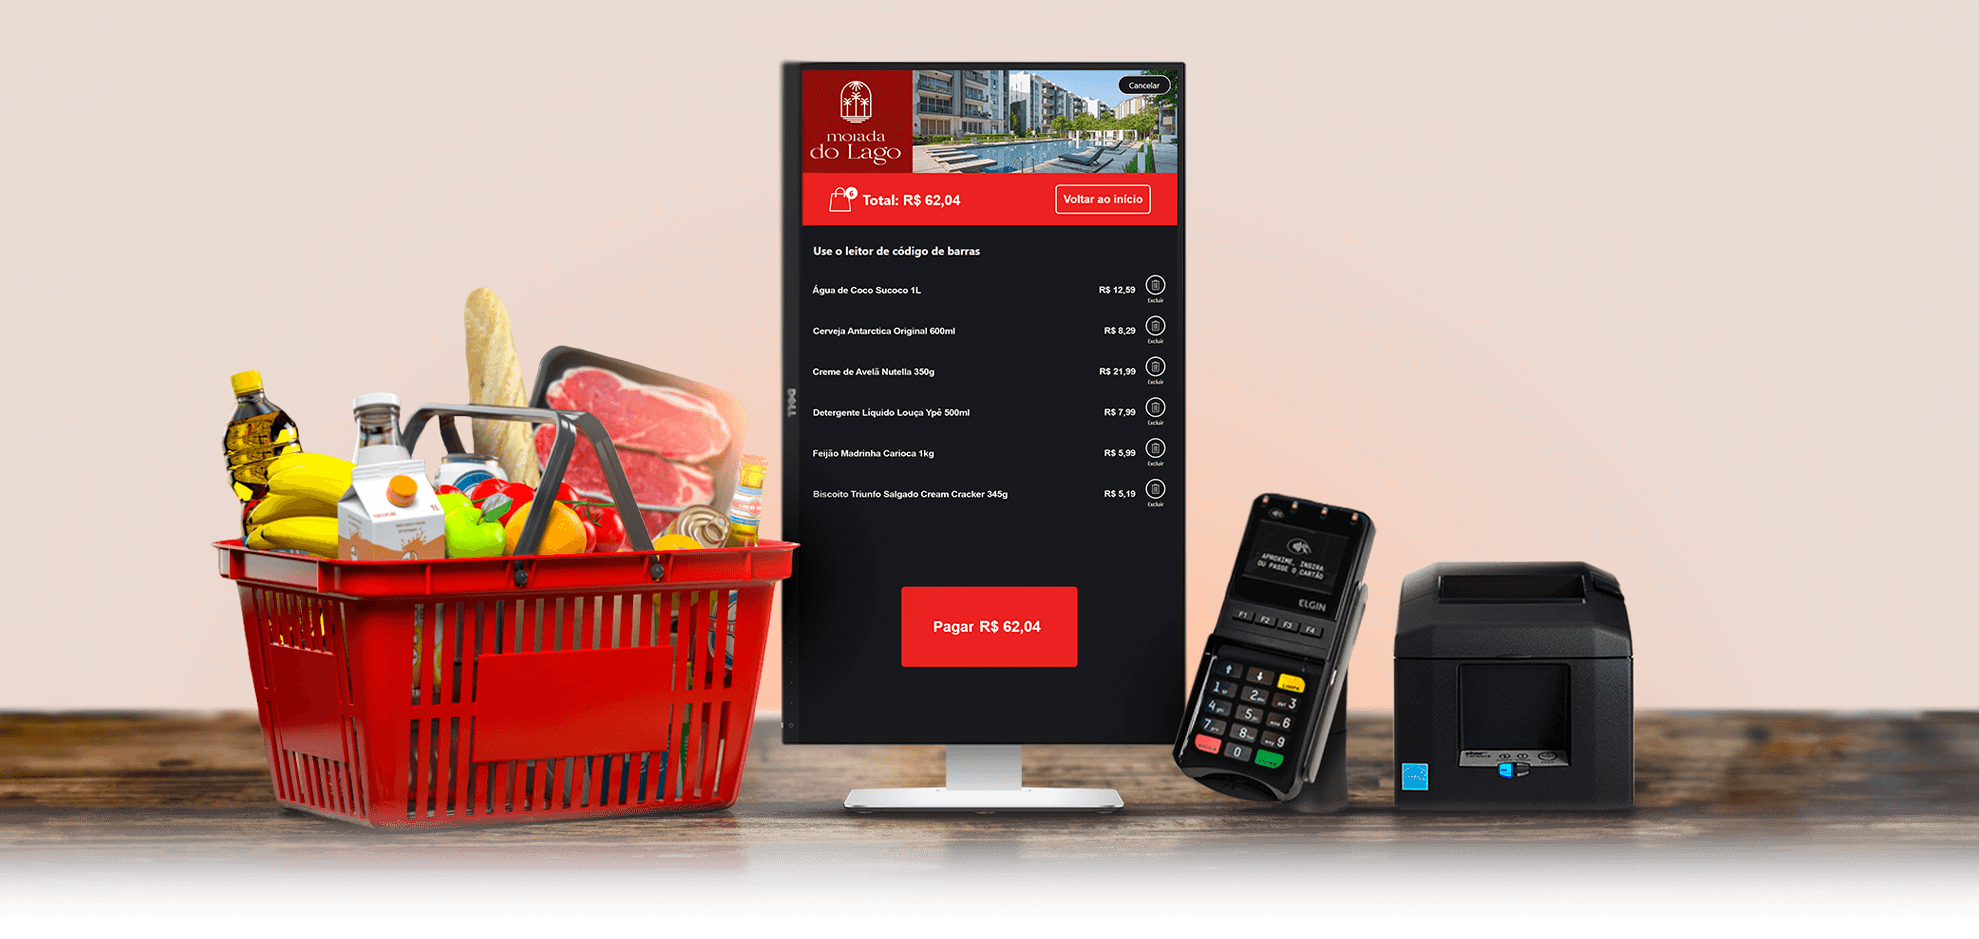 Cancelar
morada
do Lago
6
Total: R$ 62,04
Voltar ao início
Use o leitor de código de barras
Água de Coco Sucoco 1L
R$ 12,59
Excluir
Cerveja Antarctica Original 600ml
R$ 8,29
Excluir
Creme de Avelã Nutella 350g
R$ 21,99
Excluir
Detergente Líquido Louça Ypê 500ml
R$ 7,99
Excluir
Feijão Madrinha Carioca 1kg
R$ 5,99
Excluir
Biscoito Triunfo Salgado Cream Cracker 345g
R$ 5,19
Excluir
Pagar R$ 62,04
DELL
APROXIME, INSIRA
OU PASSE O CARTÃO
ELGIN
F1 F2 F3 F4
1 2 3
4 5 6
7 8 9
0